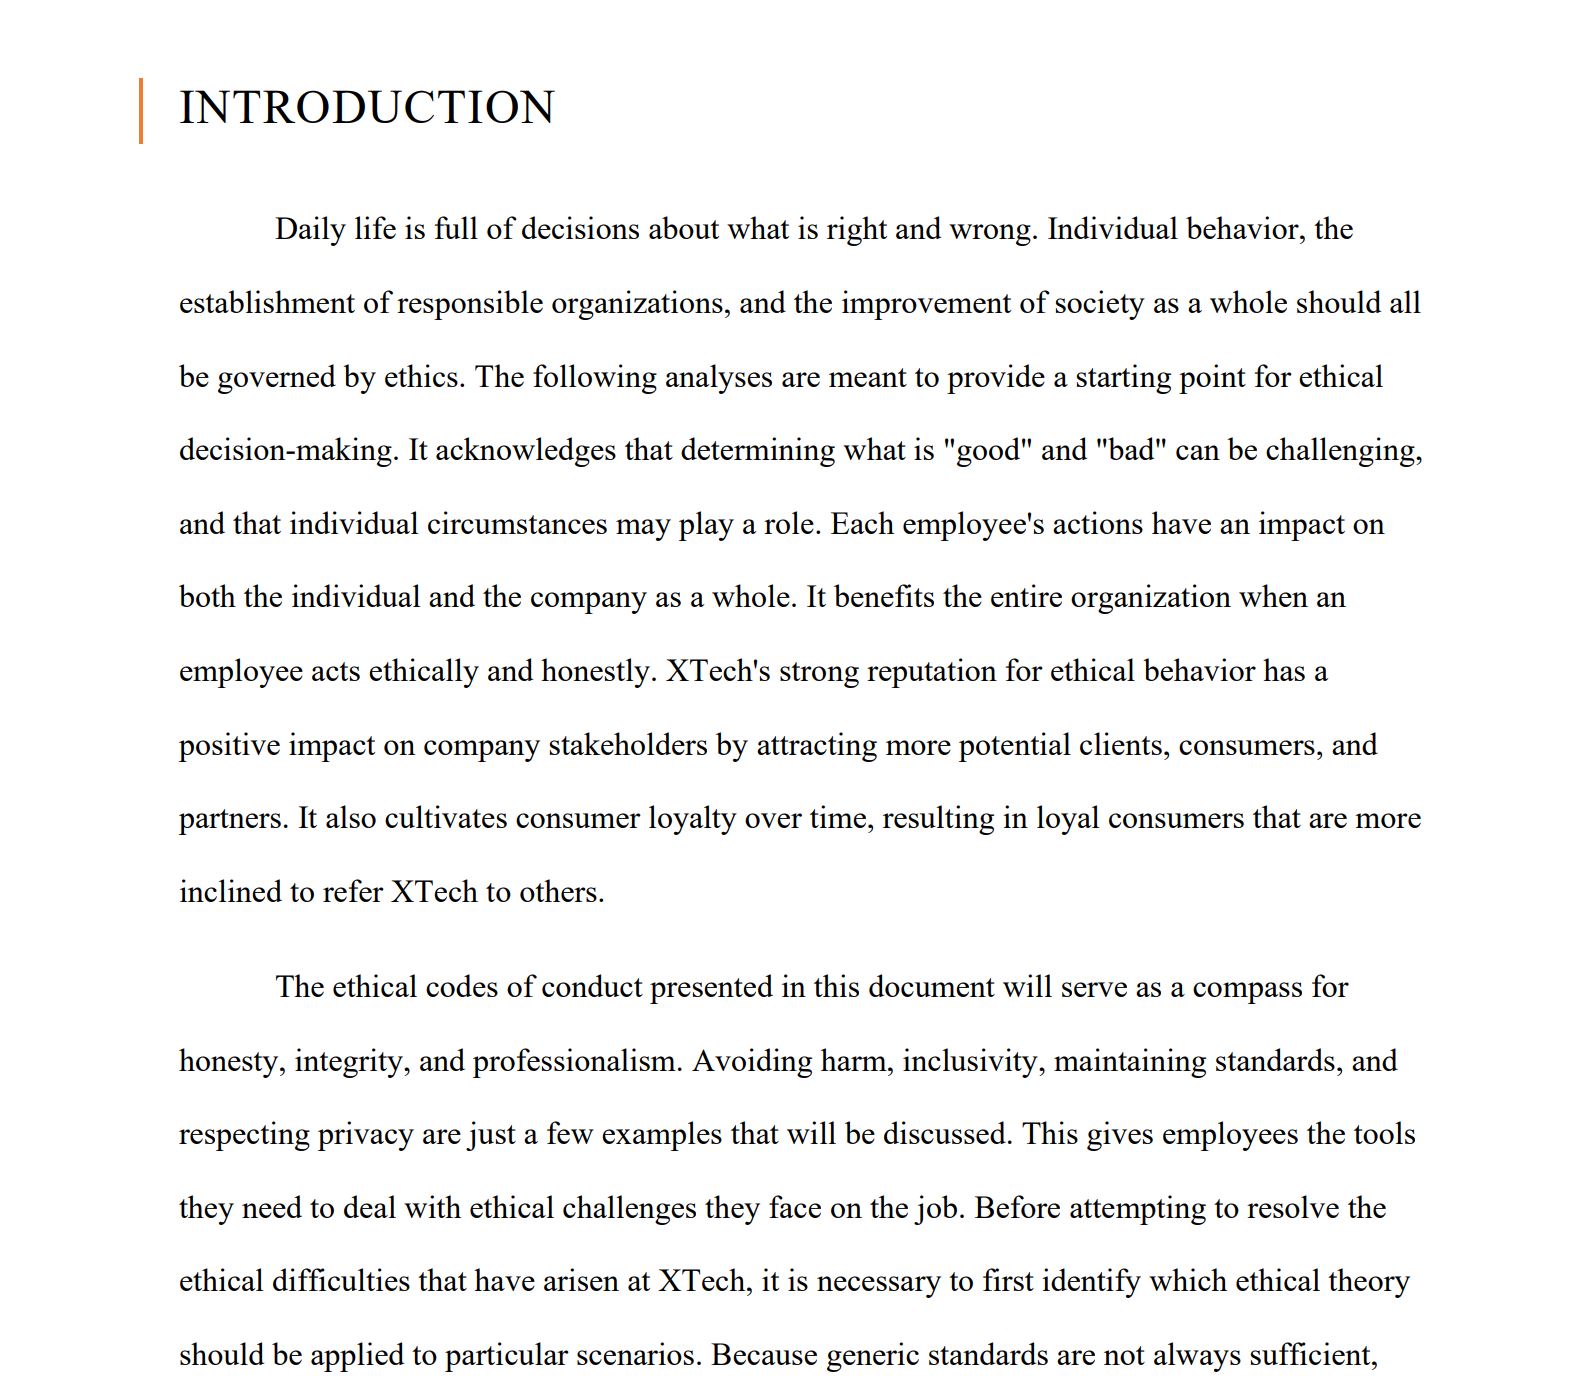 INTRODUCTION
Daily life is full of decisions about what is right and wrong. Individual behavior, the
establishment of responsible organizations, and the improvement of society as a whole should all
be governed by ethics. The following analyses are meant to provide a starting point for ethical
decision-making. It acknowledges that determining what is "good" and "bad" can be challenging,
and that individual circumstances may play a role. Each employee's actions have an impact on
both the individual and the company as a whole. It benefits the entire organization when an
employee acts ethically and honestly. XTech's strong reputation for ethical behavior has a
positive impact on company stakeholders by attracting more potential clients, consumers, and
partners. It also cultivates consumer loyalty over time, resulting in loyal consumers that are more
inclined to refer XTech to others.
The ethical codes of conduct presented in this document will serve as a compass for
honesty, integrity, and professionalism. Avoiding harm, inclusivity, maintaining standards, and
respecting privacy are just a few examples that will be discussed. This gives employees the tools
they need to deal with ethical challenges they face on the job. Before attempting to resolve the
ethical difficulties that have arisen at XTech, it is necessary to first identify which ethical theory
should be applied to particular scenarios. Because generic standards are not always sufficient,